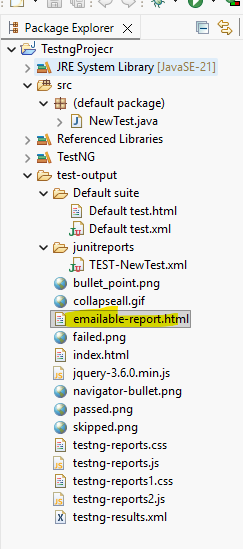 Package Explorer
TestngProjecr
JRE System Library [JavaSE-21]
src
(default package)
NewTest.java
Referenced Libraries
TestNG
test-output
Default suite
Default test.html
Default test.xml
junitreports
TEST-NewTest.xml
bullet_point.png
collapseall.gif
emailable-report.html
failed.png
index.html
jquery-3.6.0.min.js
navigator-bullet.png
passed.png
skipped.png
testng-reports.css
testng-reports.js
testng-reports1.css
testng-reports2.js
testng-results.xml